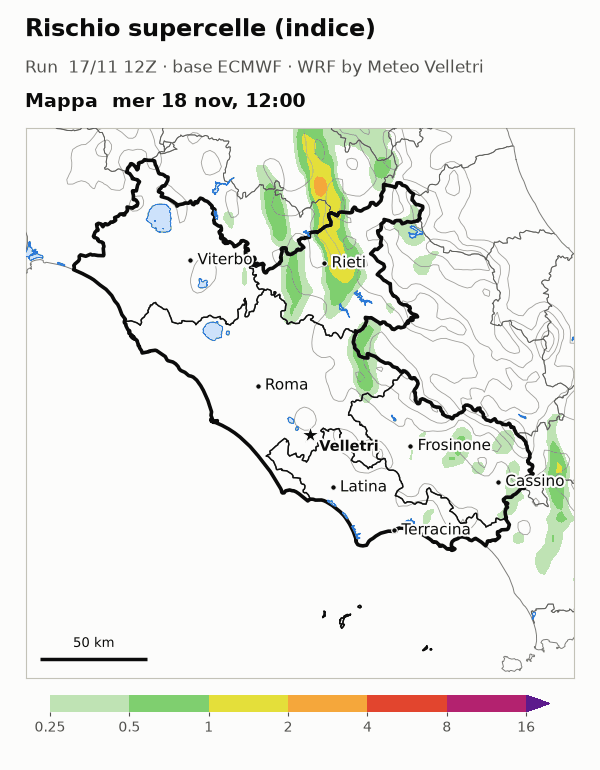 Rischio supercelle (indice)
Run  17/11 12Z · base ECMWF · WRF by Meteo Velletri
Mappa  mer 18 nov, 12:00
Viterbo
Rieti
Roma
Velletri
Frosinone
Cassino
Latina
Terracina
50 km
0.25 0.5 1 2 4 8 16